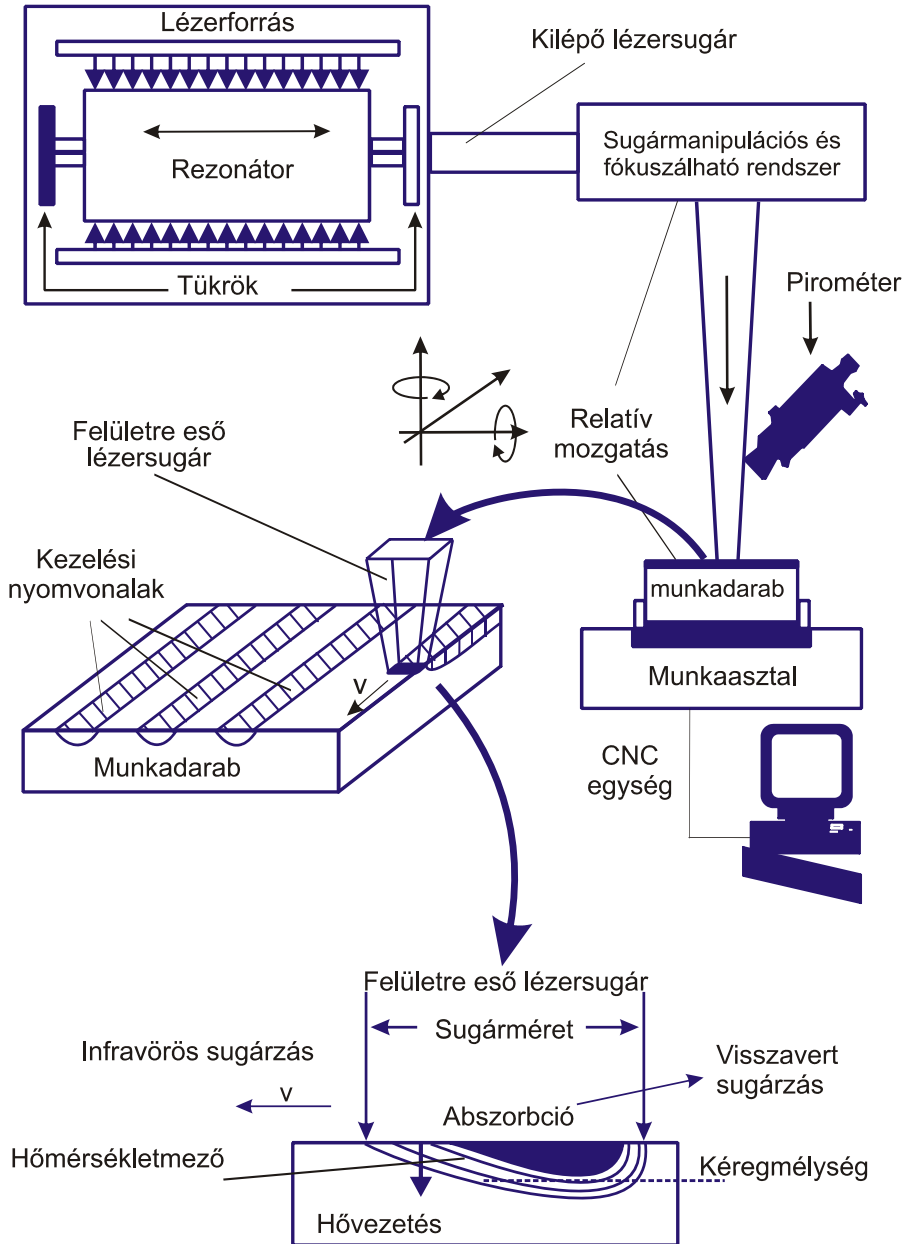 Lézerforrás
Kilépő lézersugár
Rezonátor
Tükrök
Sugármanipulációs és
fókuszálható rendszer
Pirométer
Relatív
mozgatás
Felületre eső
lézersugár
Kezelési
nyomvonalak
v
Munkadarab
munkadarab
Munkaasztal
CNC
egység
Felületre eső lézersugár
Sugárméret
Infravörös sugárzás
v
Visszavert
sugárzás
Abszorbció
Hőmérsékletmező
Kéregmélység
Hővezetés